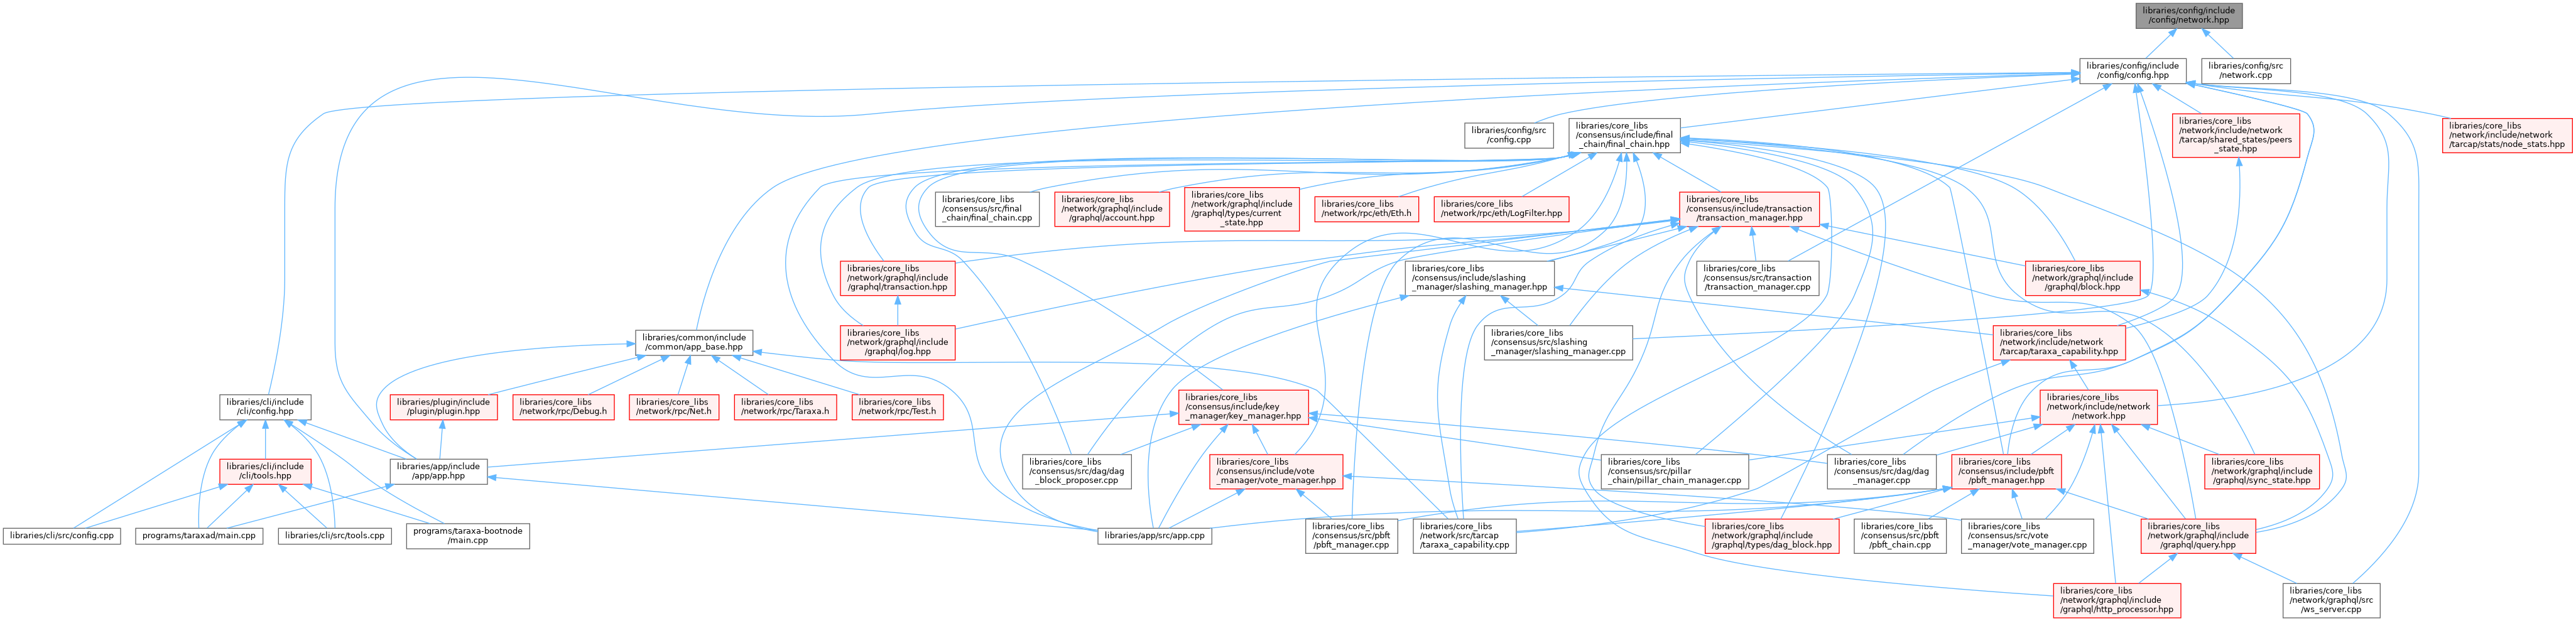 libraries/config/include
/config/network.hpp
libraries/config/include
/config/config.hpp
libraries/config/src
/network.cpp
libraries/config/src
/config.cpp
libraries/core_libs
/consensus/include/final
_chain/final_chain.hpp
libraries/core_libs
/network/include/network
/tarcap/shared_states/peers
_state.hpp
libraries/core_libs
/network/include/network
/tarcap/stats/node_stats.hpp
libraries/core_libs
/consensus/src/final
_chain/final_chain.cpp
libraries/core_libs
/network/graphql/include
/graphql/account.hpp
libraries/core_libs
/network/graphql/include
/graphql/types/current
_state.hpp
libraries/core_libs
/network/rpc/eth/Eth.h
libraries/core_libs
/network/rpc/eth/LogFilter.hpp
libraries/core_libs
/consensus/include/transaction
/transaction_manager.hpp
libraries/core_libs
/network/graphql/include
/graphql/transaction.hpp
libraries/core_libs
/consensus/include/slashing
_manager/slashing_manager.hpp
libraries/core_libs
/consensus/src/transaction
/transaction_manager.cpp
libraries/core_libs
/network/graphql/include
/graphql/block.hpp
libraries/common/include
/common/app_base.hpp
libraries/core_libs
/network/graphql/include
/graphql/log.hpp
libraries/core_libs
/consensus/src/slashing
_manager/slashing_manager.cpp
libraries/core_libs
/network/include/network
/tarcap/taraxa_capability.hpp
libraries/cli/include
/cli/config.hpp
libraries/plugin/include
/plugin/plugin.hpp
libraries/core_libs
/network/rpc/Debug.h
libraries/core_libs
/network/rpc/Net.h
libraries/core_libs
/network/rpc/Taraxa.h
libraries/core_libs
/network/rpc/Test.h
libraries/core_libs
/consensus/include/key
_manager/key_manager.hpp
libraries/core_libs
/network/include/network
/network.hpp
libraries/cli/include
/cli/tools.hpp
libraries/app/include
/app/app.hpp
libraries/core_libs
/consensus/src/dag/dag
_block_proposer.cpp
libraries/core_libs
/consensus/include/vote
_manager/vote_manager.hpp
libraries/core_libs
/consensus/src/pillar
_chain/pillar_chain_manager.cpp
libraries/core_libs
/consensus/src/dag/dag
_manager.cpp
libraries/core_libs
/consensus/include/pbft
/pbft_manager.hpp
libraries/core_libs
/network/graphql/include
/graphql/sync_state.hpp
libraries/cli/src/config.cpp
programs/taraxad/main.cpp
libraries/cli/src/tools.cpp
programs/taraxa-bootnode
/main.cpp
libraries/app/src/app.cpp
libraries/core_libs
/consensus/src/pbft
/pbft_manager.cpp
libraries/core_libs
/network/src/tarcap
/taraxa_capability.cpp
libraries/core_libs
/network/graphql/include
/graphql/types/dag_block.hpp
libraries/core_libs
/consensus/src/pbft
/pbft_chain.cpp
libraries/core_libs
/consensus/src/vote
_manager/vote_manager.cpp
libraries/core_libs
/network/graphql/include
/graphql/query.hpp
libraries/core_libs
/network/graphql/include
/graphql/http_processor.hpp
libraries/core_libs
/network/graphql/src
/ws_server.cpp